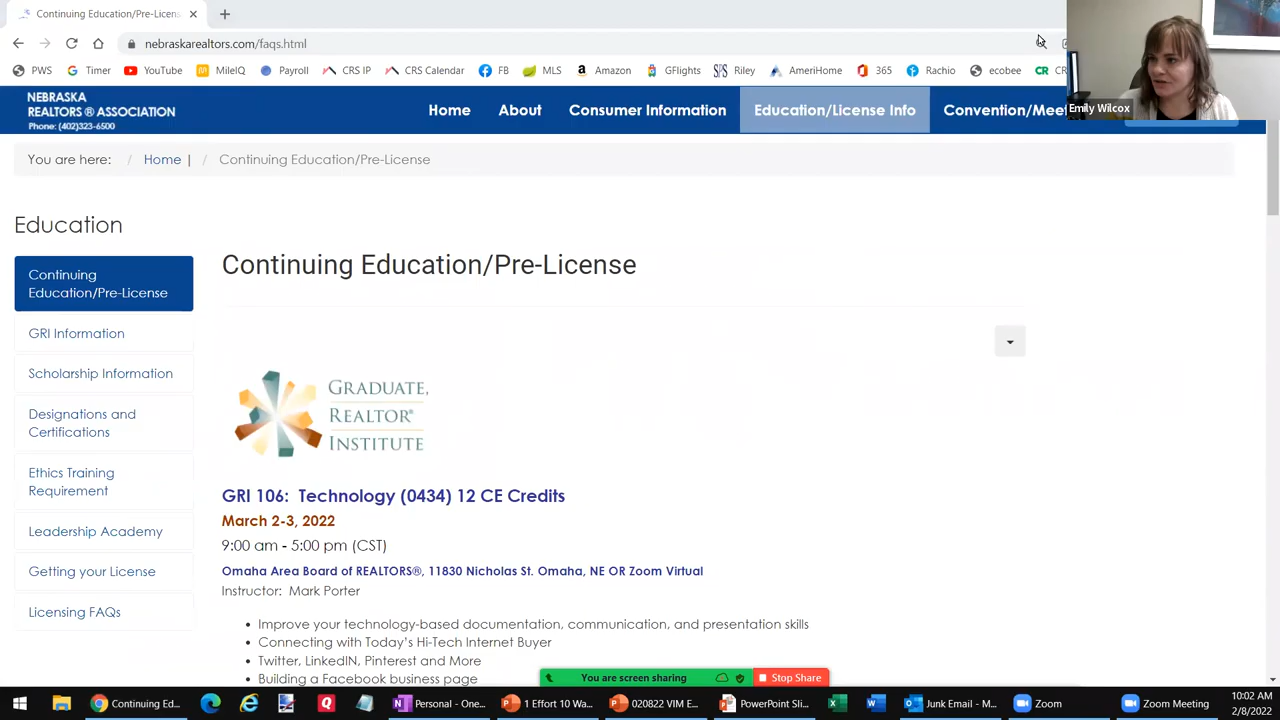 Continuing Education/Pre-Licens
nebraskarealtors.com/faqs.html
PWS
Timer
YouTube
MileIQ
Payroll
CRS IP
CRS Calendar
FB
MLS
Amazon
GFlights
SPS
Riley
AmeriHome
365
Rachio
ecobee
CR
Emily Wilcox
NEBRASKA
REALTORS ® ASSOCIATION
Phone: (402)323-6500
Home
About
Consumer Information
Education/License Info
Convention/Meet
You are here: / Home | / Continuing Education/Pre-License
Education
Continuing
Education/Pre-License
GRI Information
Scholarship Information
Designations and
Certifications
Ethics Training
Requirement
Leadership Academy
Getting your License
Licensing FAQs
Continuing Education/Pre-License
GRADUATE,
REALTOR®
INSTITUTE
GRI 106: Technology (0434) 12 CE Credits
March 2-3, 2022
9:00 am - 5:00 pm (CST)
Omaha Area Board of REALTORS®, 11830 Nicholas St. Omaha, NE OR Zoom Virtual
Instructor: Mark Porter
Improve your technology-based documentation, communication, and presentation skills
Connecting with Today's Hi-Tech Internet Buyer
Twitter, LinkedIN, Pinterest and More
Building a Facebook business page
You are screen sharing
Stop Share
Continuing Ed...
Personal - One...
1 Effort 10 Wa...
020822 VIM E...
PowerPoint Sli...
Junk Email - M...
Zoom
Zoom Meeting
10:02 AM
2/8/2022